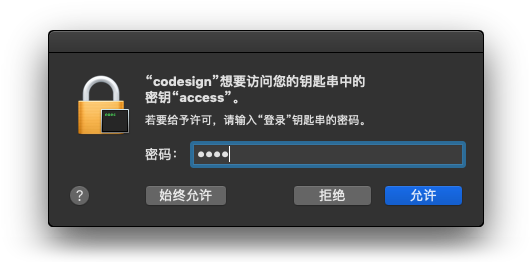 “codesign”想要访问您的钥匙串中的
密钥“access”。
若要给予许可，请输入“登录”钥匙串的密码。
密码： ••••
? 始终允许 拒绝 允许